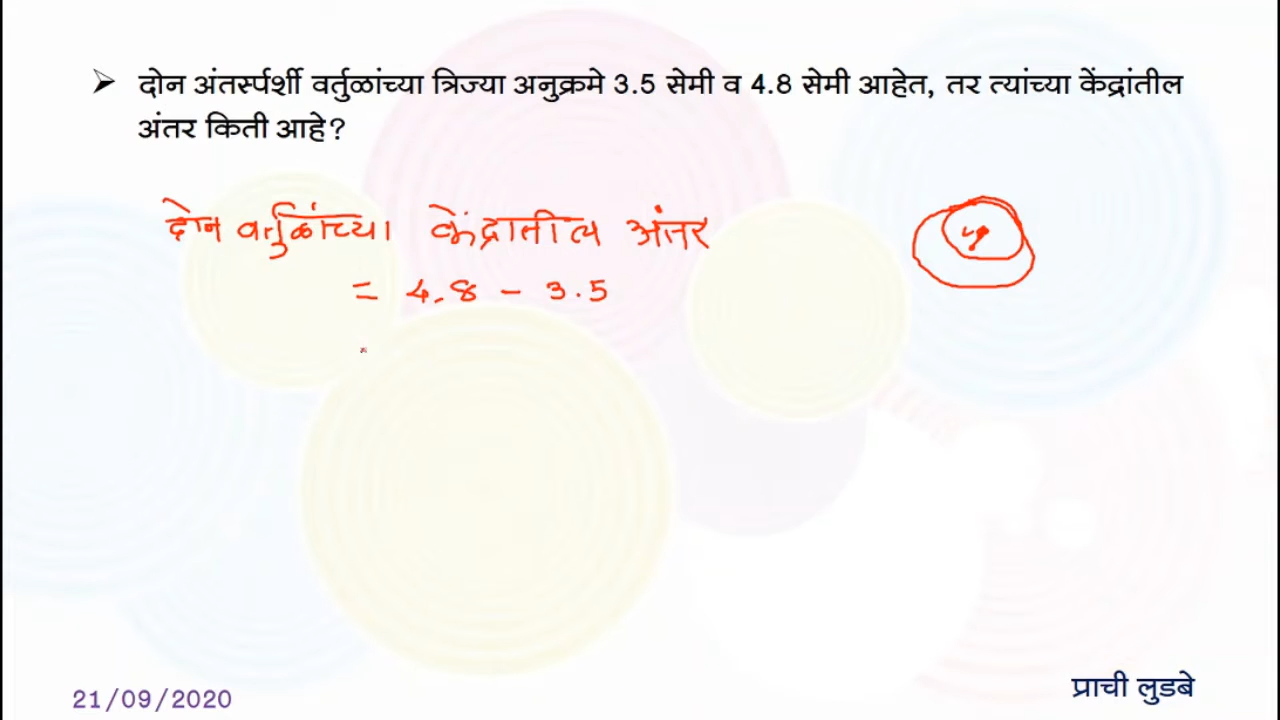 ➢ दोन अंतर्स्पर्शी वर्तुळांच्या त्रिज्या अनुक्रमे 3.5 सेमी व 4.8 सेमी आहेत, तर त्यांच्या केंद्रांतील
अंतर किती आहे?
दोन वर्तुळांच्या केंद्रातील अंतर
= 4.8 - 3.5
21/09/2020
प्राची लुडबे